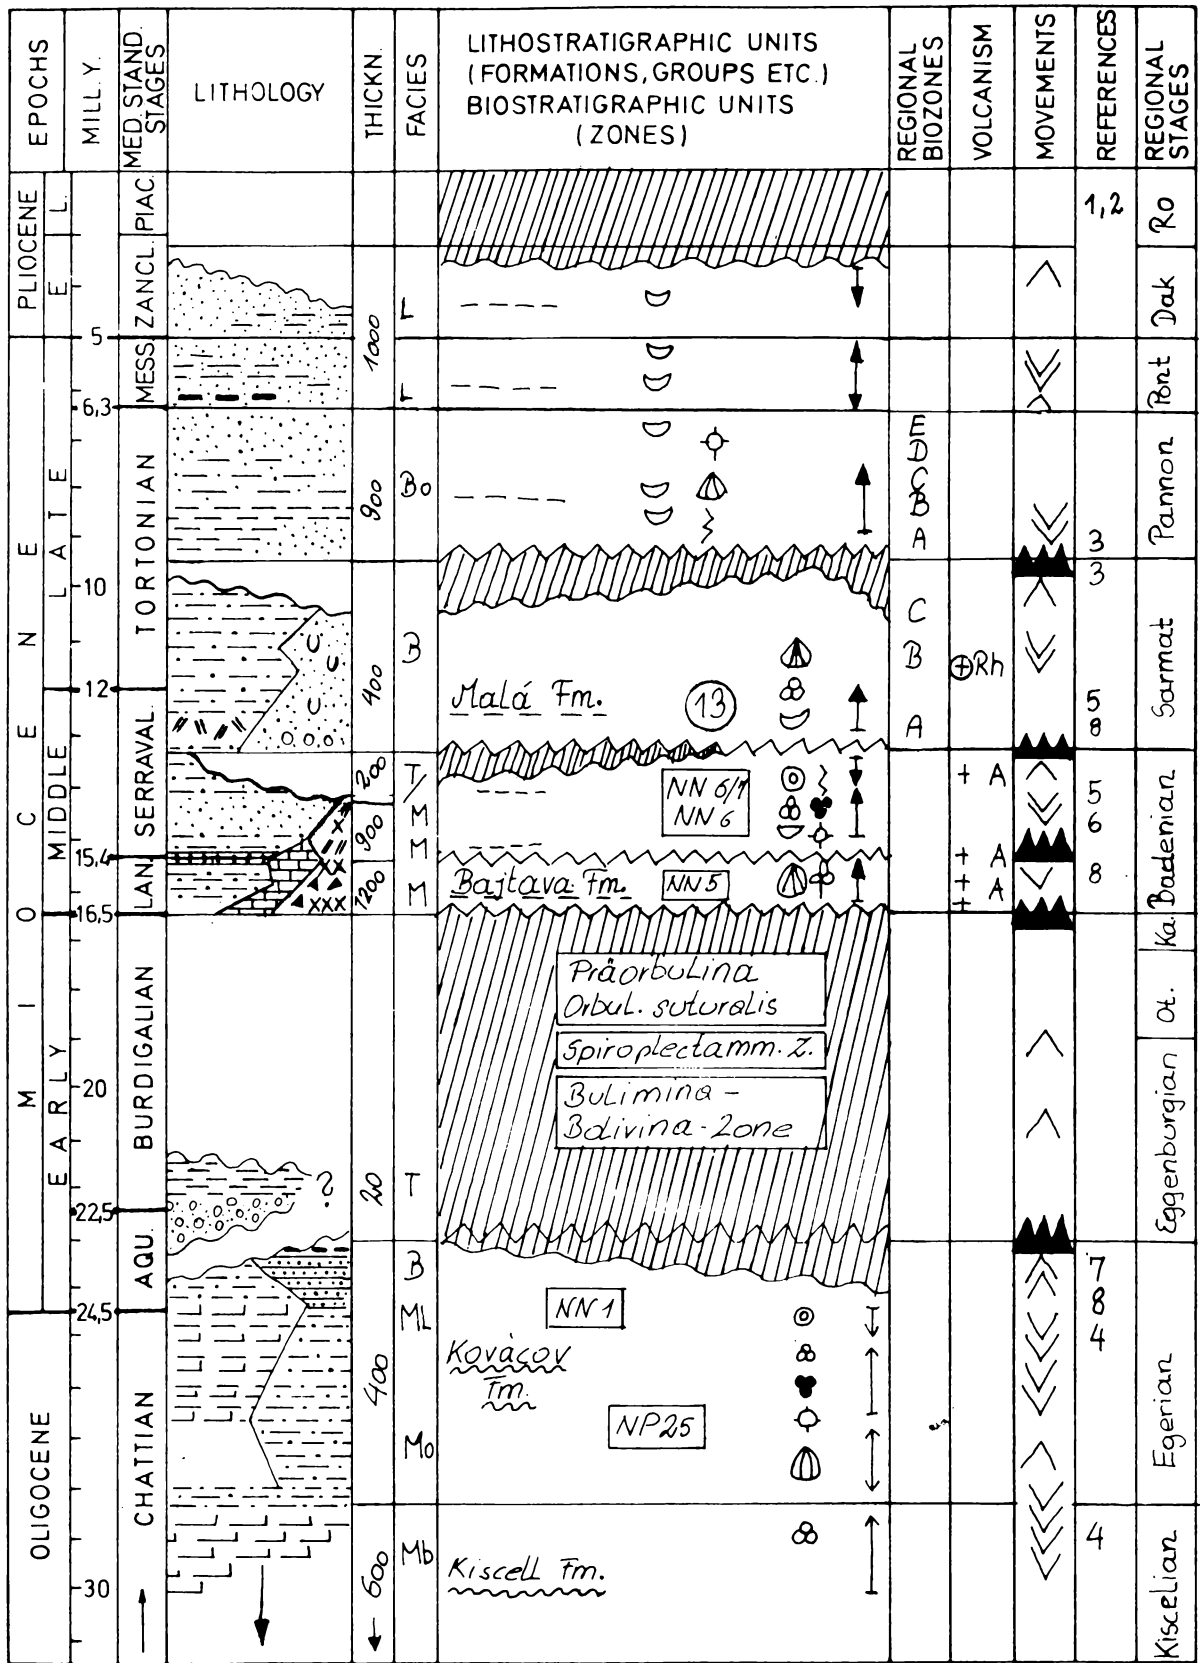 EPOCHS
MILL.Y.
MED. STAND. STAGES
LITHOLOGY
THICKN.
FACIES
LITHOSTRATIGRAPHIC UNITS
(FORMATIONS, GROUPS ETC.)
BIOSTRATIGRAPHIC UNITS
(ZONES)
REGIONAL BIOZONES
VOLCANISM
MOVEMENTS
REFERENCES
REGIONAL STAGES
PLIOCENE
L.
E
PIAC.
1,2
Ro
ZANCL.
L
Dak
5
1000
MESS.
L
Pont
6,3
MIOCENE
LATE
TORTONIAN
900
Bo
E
D
C
B
A
3
Pannon
3
10
400
B
C
B
⊕Rh
Sarmat
12
Malá Fm.
13
A
5
8
MIDDLE
SERRAVAL.
200
T/
M
NN 6/7
NN 6
+ A
5
6
Badenian
900
M
15,4
+ A
LAN.
1200
M
Bajtava Fm.
NN5
+ A
+
8
16,5
Ka.
EARLY
BURDIGALIAN
Präorbulina
Orbul. suturalis
Ot.
Spiroplectamm. Z.
20
Bulimina –
Bolivina-Zone
Eggenburgian
?
20
T
22,5
AQU.
B
7
NN1
8
24,5
ML
4
Kovácov
Fm.
400
NP25
Mo
Egerian
OLIGOCENE
CHATTIAN
Mb
4
Kiscell Fm.
600
30
Kiscelian